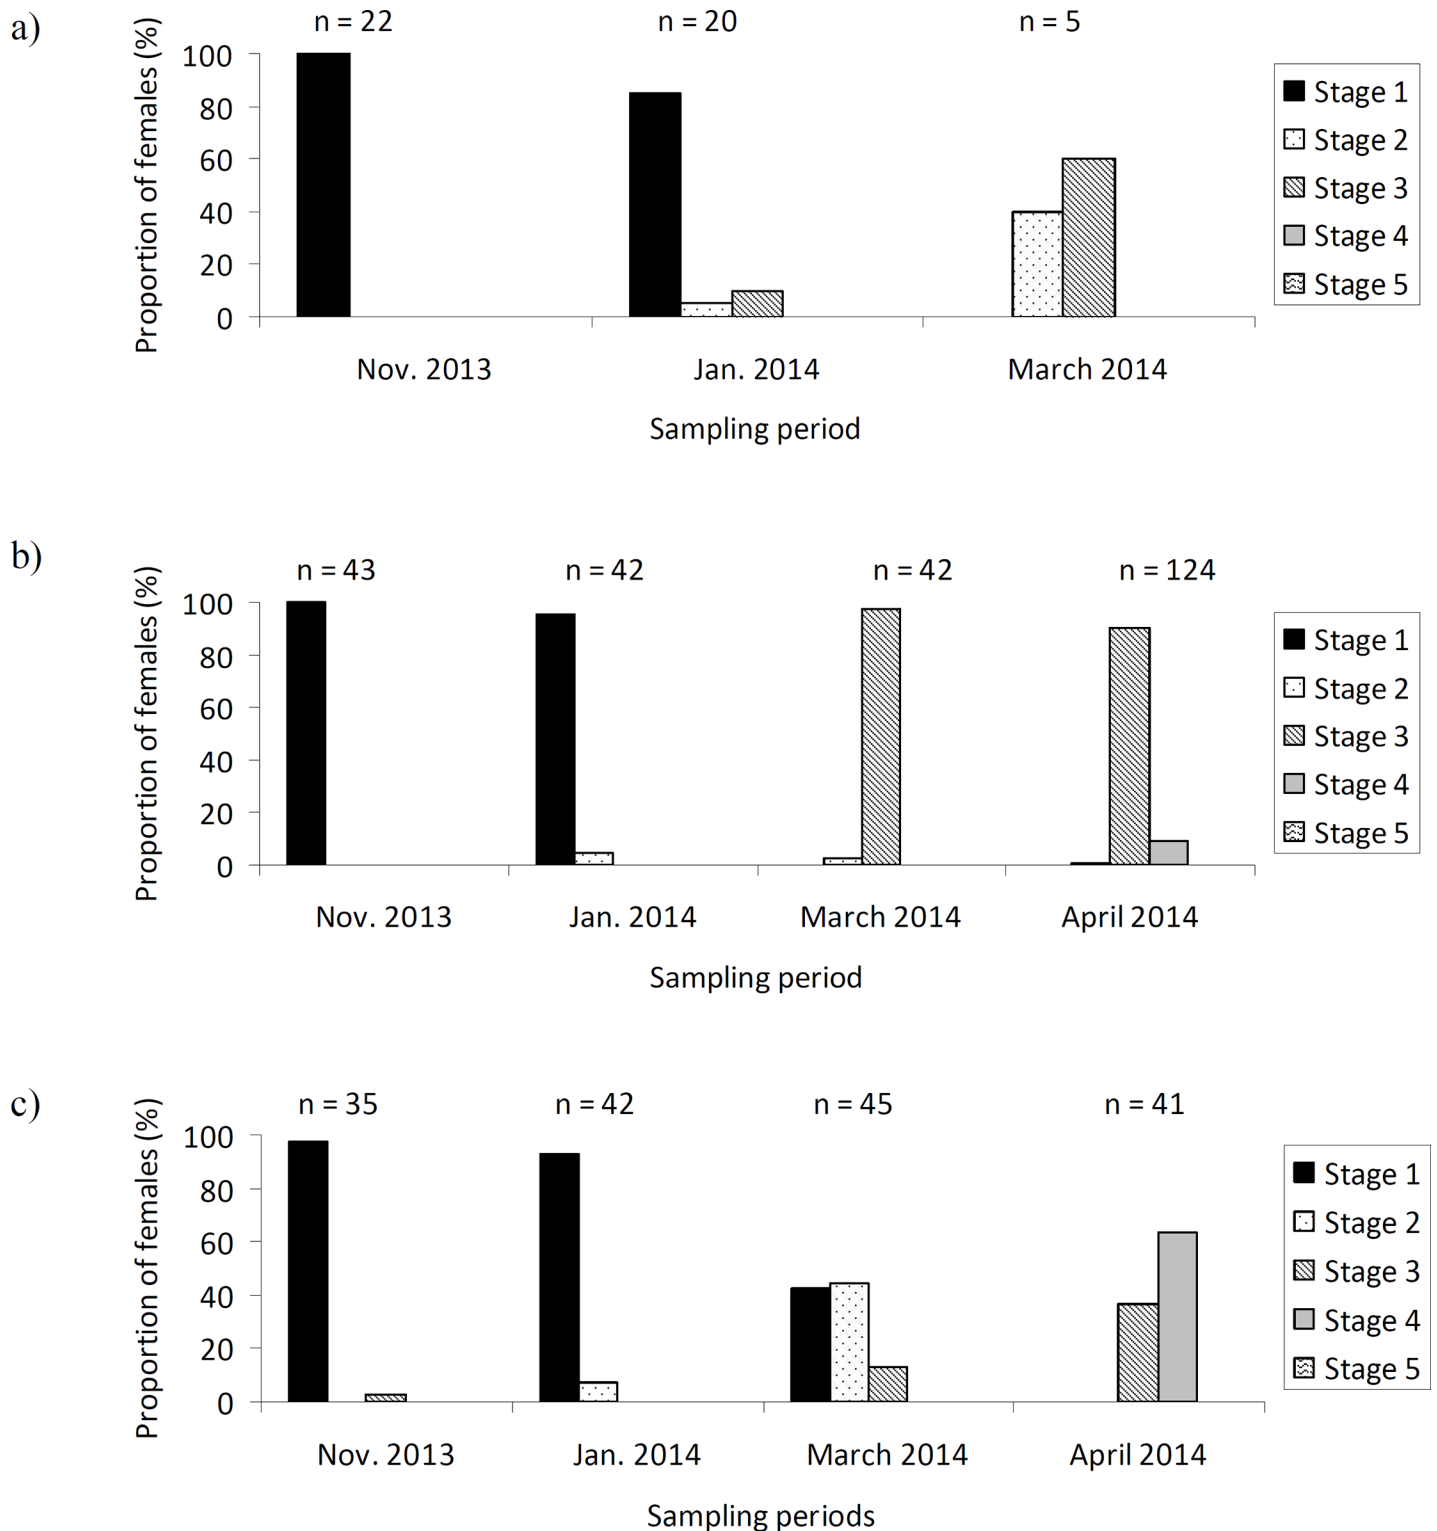 a)
n = 22 n = 20 n = 5
Proportion of females (%)
100
80
60
40
20
0
Nov. 2013 Jan. 2014 March 2014
Sampling period
Stage 1
Stage 2
Stage 3
Stage 4
Stage 5
b)
n = 43 n = 42 n = 42 n = 124
Proportion of females (%)
100
80
60
40
20
0
Nov. 2013 Jan. 2014 March 2014 April 2014
Sampling period
Stage 1
Stage 2
Stage 3
Stage 4
Stage 5
c)
n = 35 n = 42 n = 45 n = 41
Proportion of females (%)
100
80
60
40
20
0
Nov. 2013 Jan. 2014 March 2014 April 2014
Sampling periods
Stage 1
Stage 2
Stage 3
Stage 4
Stage 5